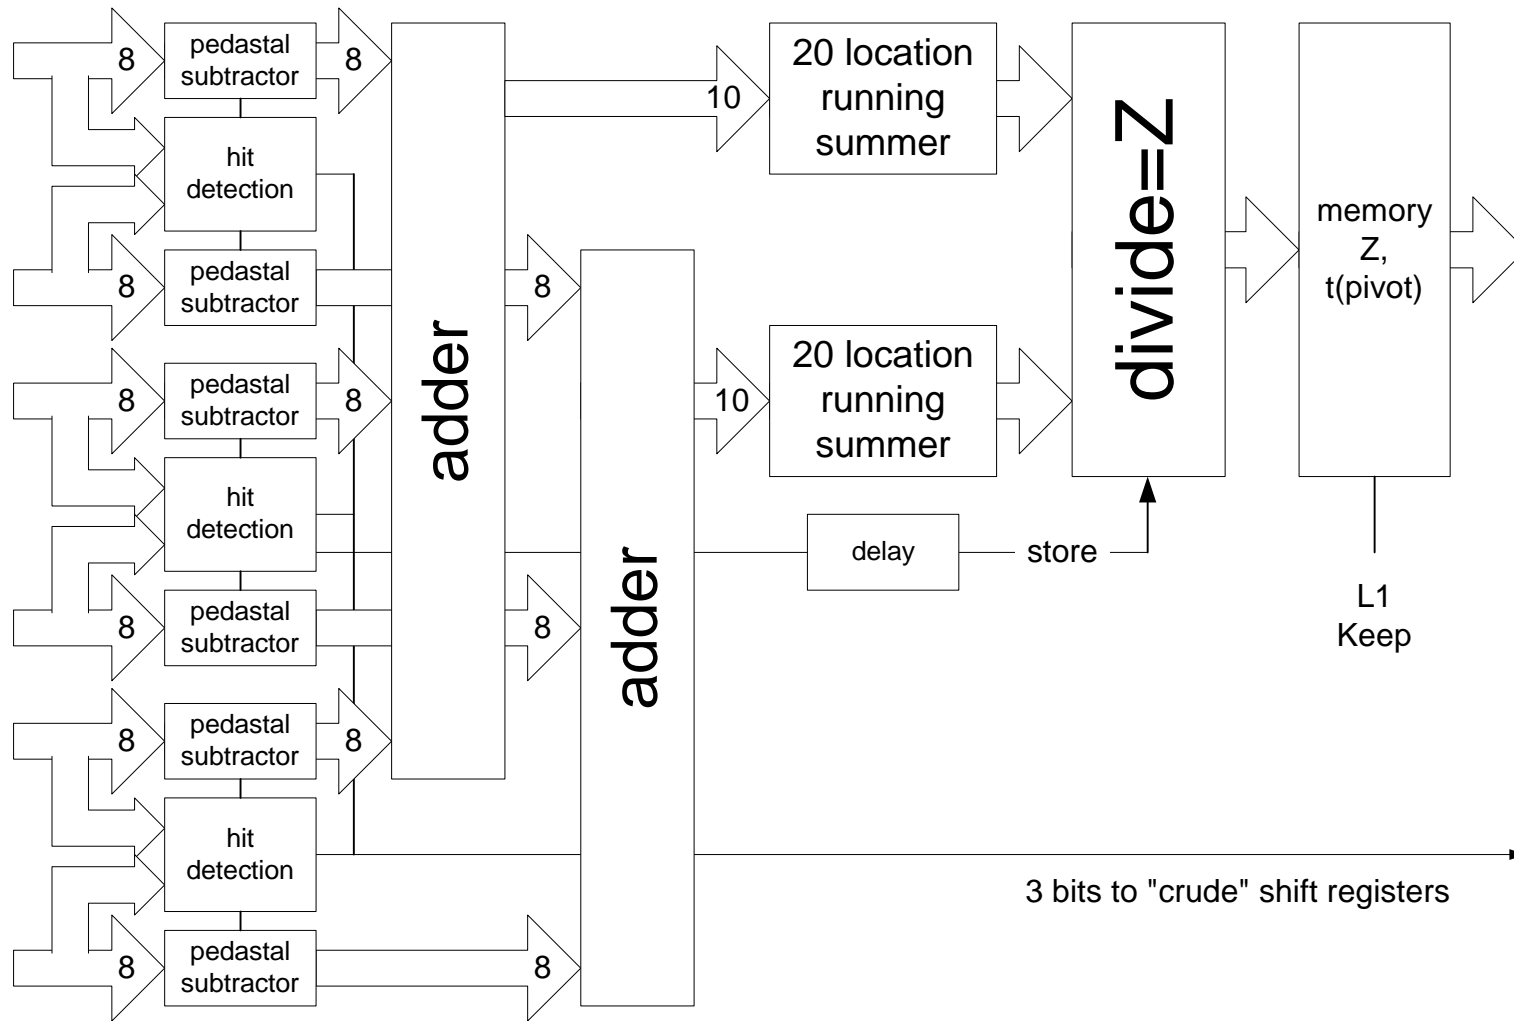 8
pedastal
subtractor
8
hit
detection
8
pedastal
subtractor
8
8
pedastal
subtractor
8
hit
detection
8
pedastal
subtractor
8
8
pedastal
subtractor
8
hit
detection
8
pedastal
subtractor
8
adder
adder
10
20 location
running
summer
10
20 location
running
summer
delay
store
divide=Z
memory
Z,
t(pivot)
L1
Keep
3 bits to "crude" shift registers